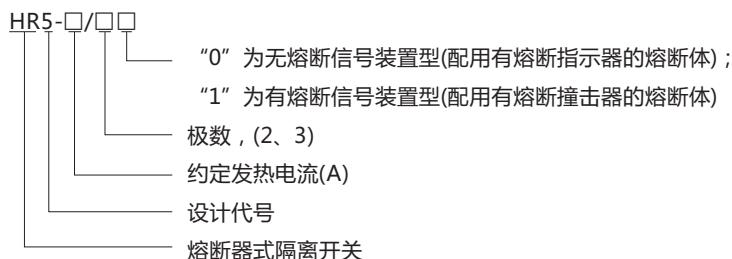 HR5-□/□□
“0”为无熔断信号装置型(配用有熔断指示器的熔断体)；
“1”为有熔断信号装置型(配用有熔断撞击器的熔断体)
极数，(2、3)
约定发热电流(A)
设计代号
熔断器式隔离开关